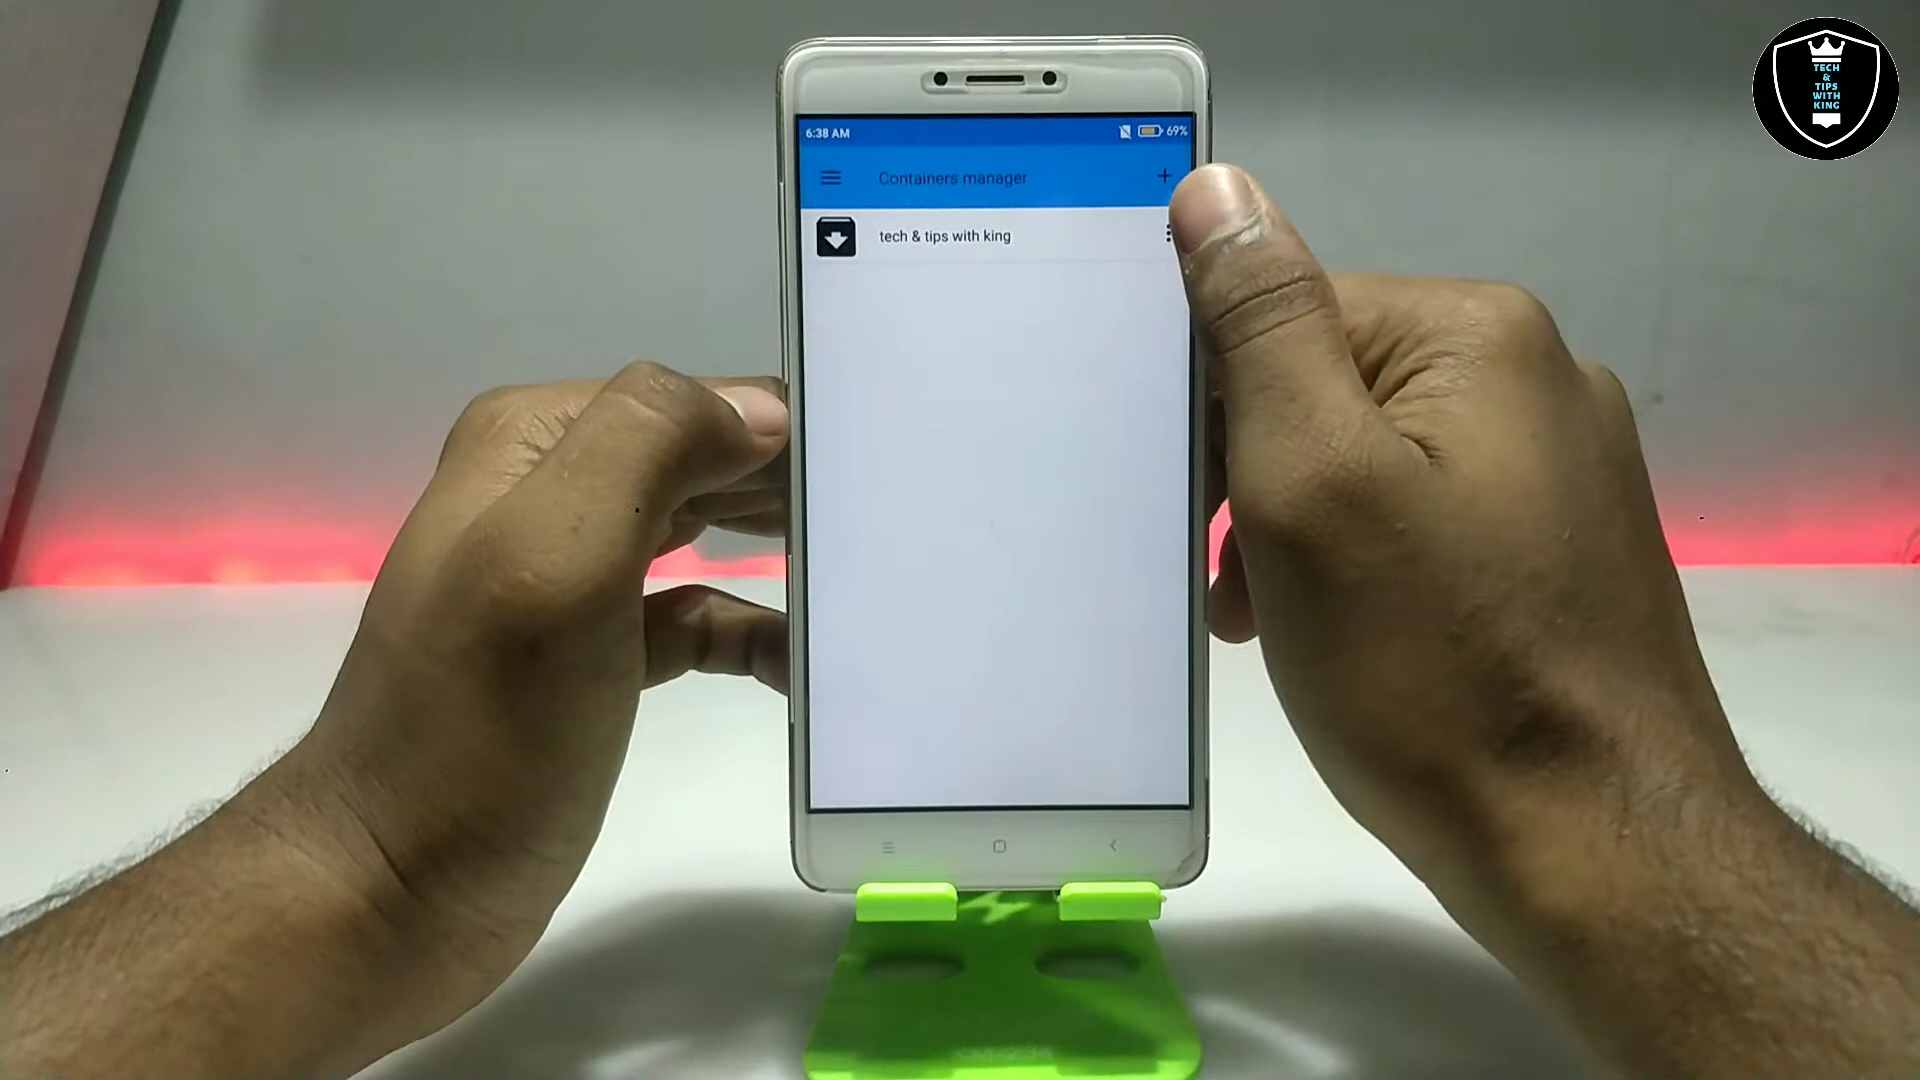 TECH
&
TIPS
WITH
KING
6:38 AM
69%
Containers manager
tech & tips with king